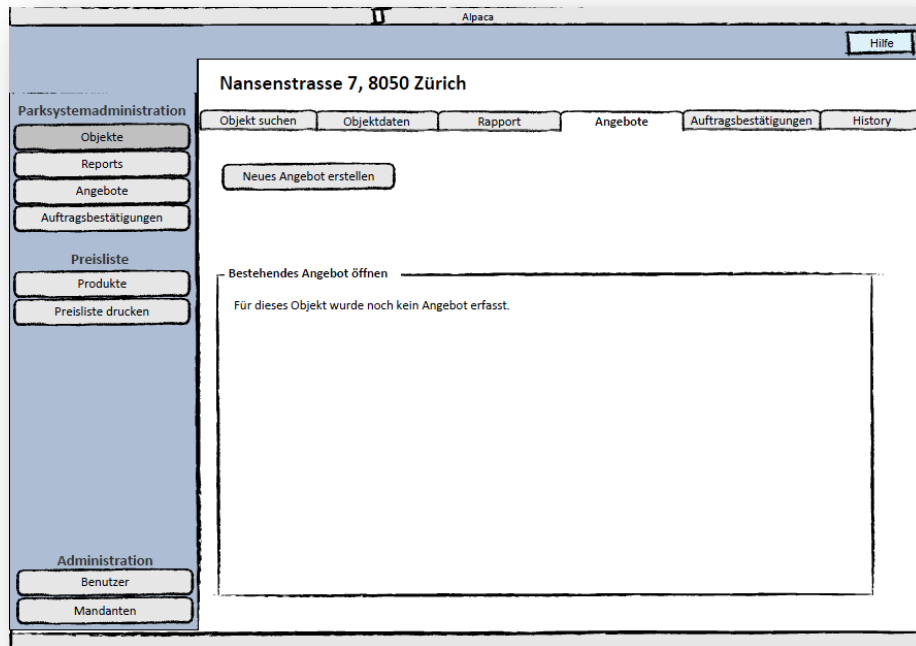 Alpaca
Hilfe
Nansenstrasse 7, 8050 Zürich
Parksystemadministration
Objekte
Reports
Angebote
Auftragsbestätigungen
Preisliste
Produkte
Preisliste drucken
Administration
Benutzer
Mandanten
Objekt suchen Objektdaten Rapport Angebote Auftragsbestätigungen History
Neues Angebot erstellen
Bestehendes Angebot öffnen
Für dieses Objekt wurde noch kein Angebot erfasst.